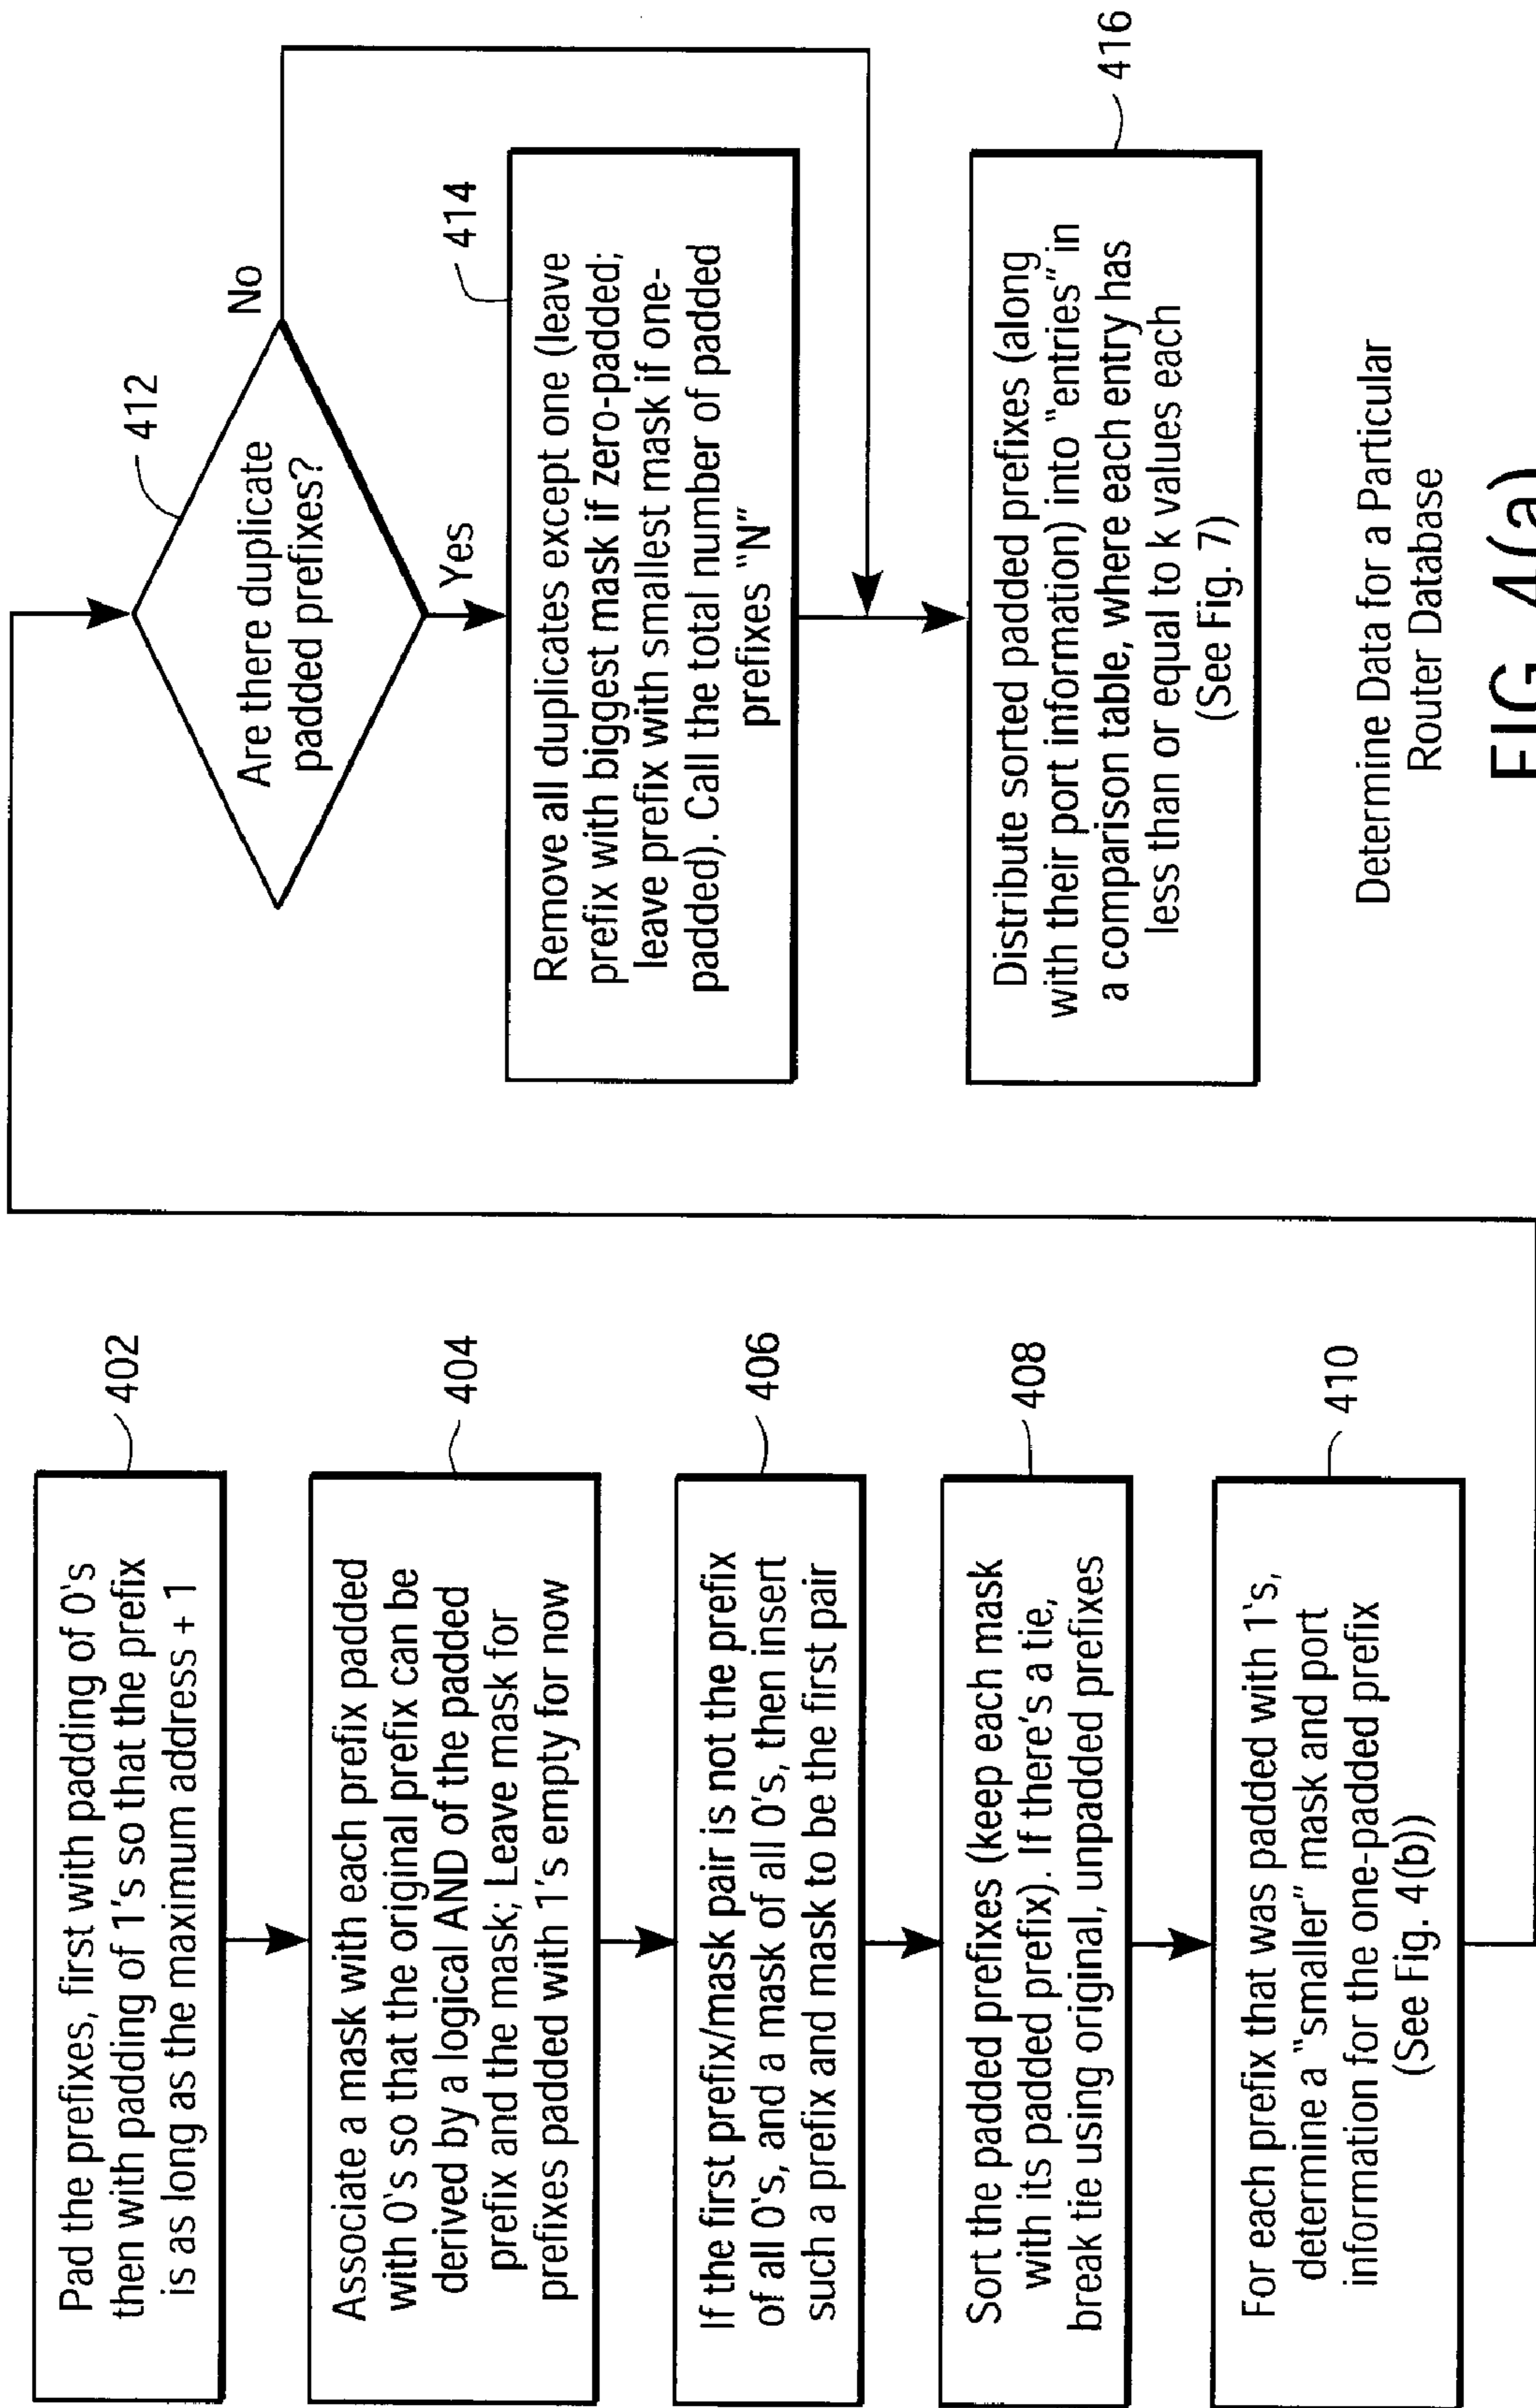 Pad the prefixes, first with padding of 0's
then with padding of 1's so that the prefix
is as long as the maximum address + 1
402
Associate a mask with each prefix padded
with 0's so that the original prefix can be
derived by a logical AND of the padded
prefix and the mask; Leave mask for
prefixes padded with 1's empty for now
404
If the first prefix/mask pair is not the prefix
of all 0's, and a mask of all 0's, then insert
such a prefix and mask to be the first pair
406
Sort the padded prefixes (keep each mask
with its padded prefix). If there's a tie,
break tie using original, unpadded prefixes
408
For each prefix that was padded with 1's,
determine a "smaller" mask and port
information for the one-padded prefix
(See Fig. 4(b))
410
Are there duplicate
padded prefixes?
412
No
Yes
Remove all duplicates except one (leave
prefix with biggest mask if zero-padded;
leave prefix with smallest mask if one-
padded). Call the total number of padded
prefixes "N"
414
Distribute sorted padded prefixes (along
with their port information) into "entries" in
a comparison table, where each entry has
less than or equal to k values each
(See Fig. 7)
416
Determine Data for a Particular
Router Database
FIG. 4(a)